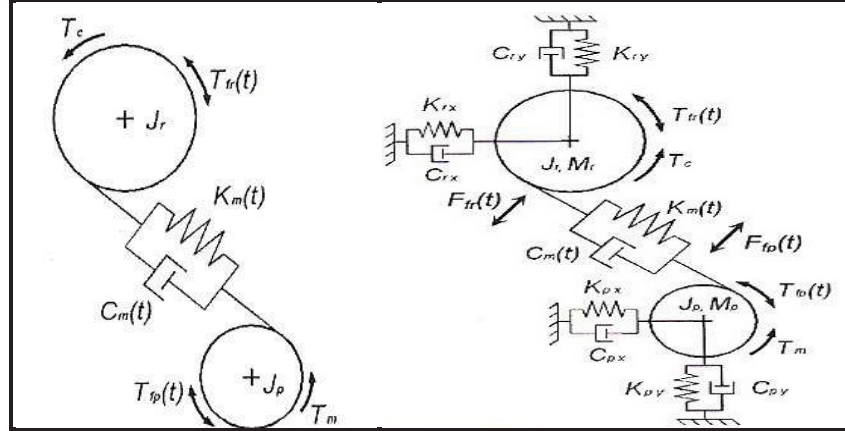 T_c
T_fr(t)
J_r
K_m(t)
C_m(t)
T_fp(t)
J_p
T_m
C_ry
K_ry
K_rx
C_rx
T_fr(t)
T_c
J_r, M_r
F_fr(t)
K_m(t)
C_m(t)
F_fp(t)
K_px
J_p, M_p
T_fp(t)
C_px
T_m
K_py
C_py